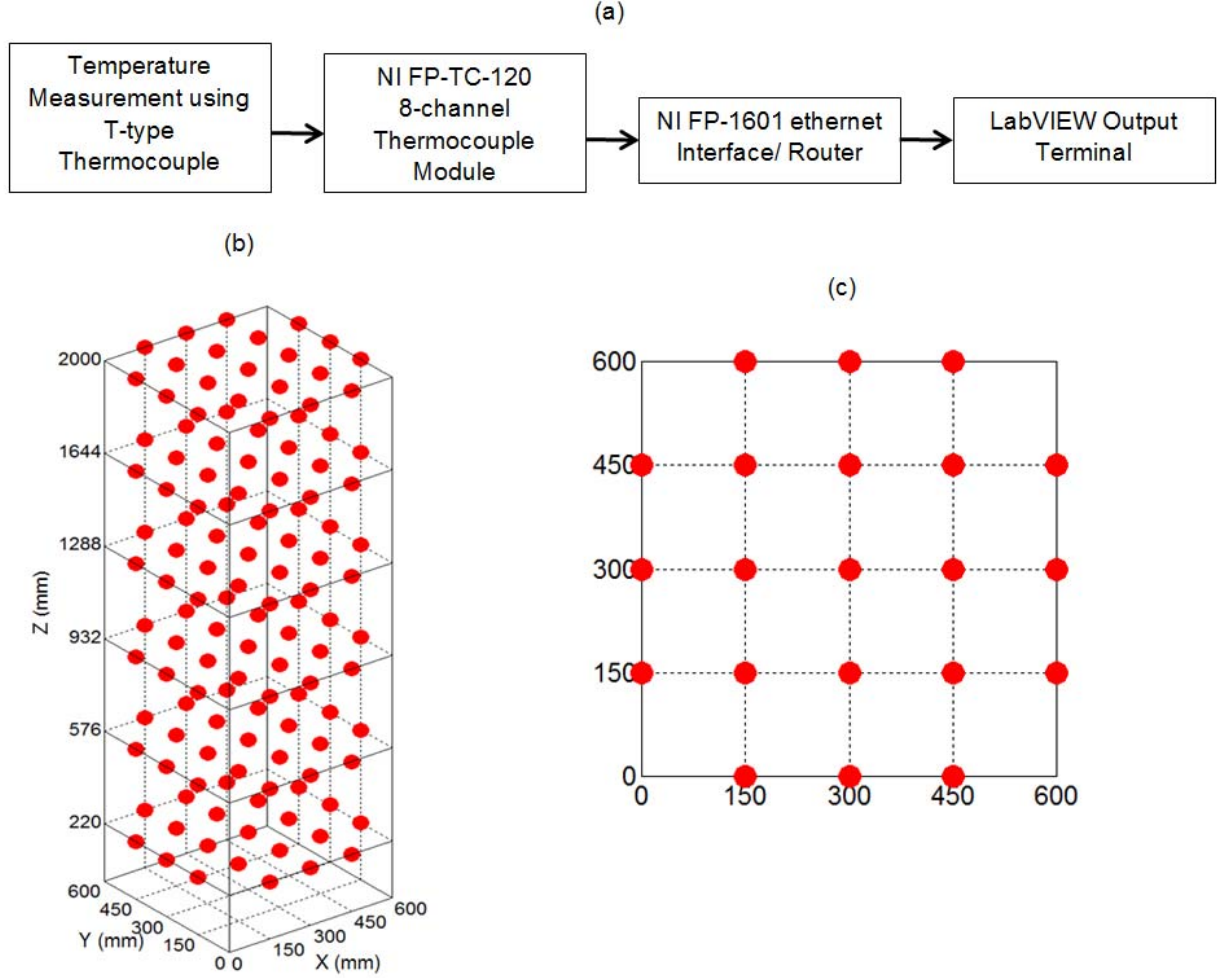 (a)
Temperature
Measurement using
T-type
Thermocouple
NI FP-TC-120
8-channel
Thermocouple
Module
NI FP-1601 ethernet
Interface/ Router
LabVIEW Output
Terminal
(b)
2000
1644
1288
932
576
220
Z (mm)
600
450
300
150
0
Y (mm)
0
150
300
450
600
X (mm)
(c)
600
450
300
150
0
0 150 300 450 600